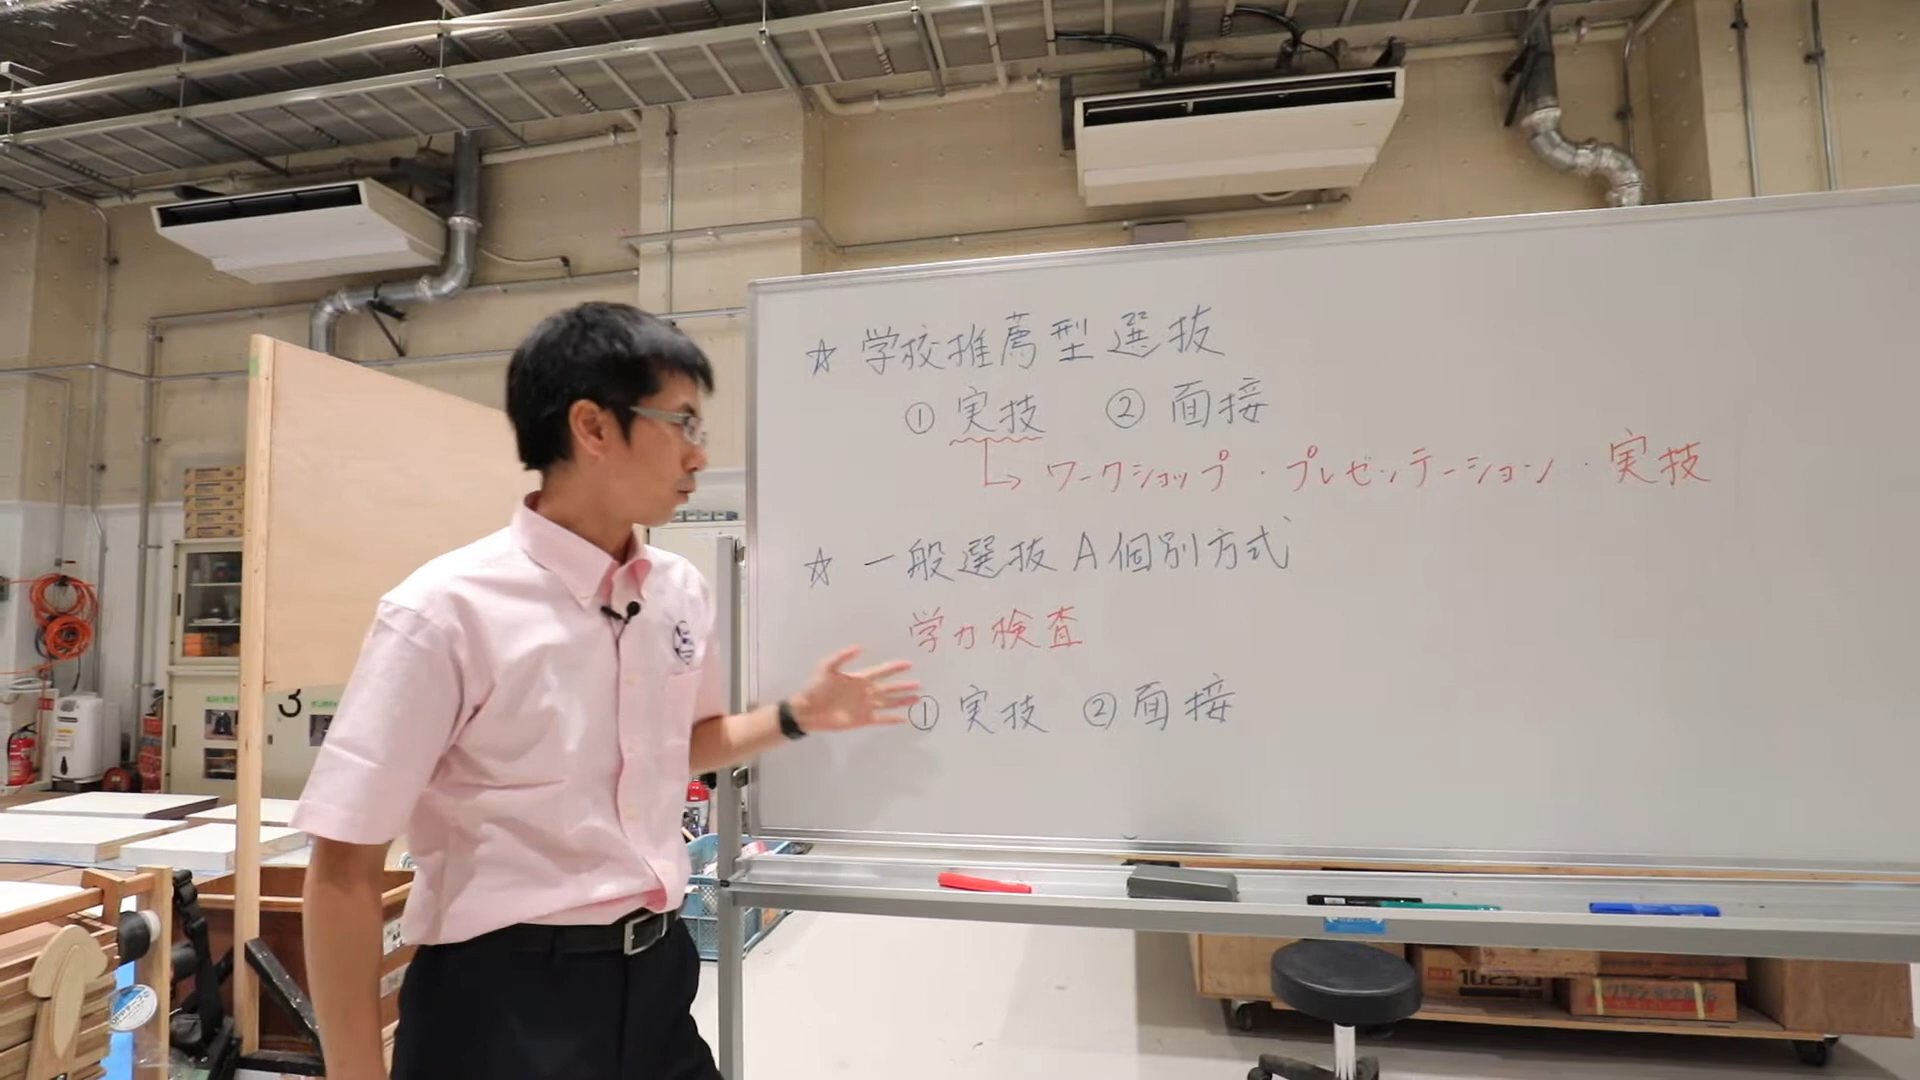 ☆ 学校推薦型選抜
① 実技 ② 面接
→ ワークショップ・プレゼンテーション・実技
☆ 一般選抜A個別方式
学力検査
① 実技 ② 面接
3